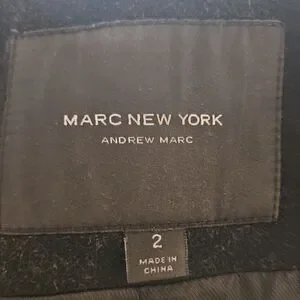 MARC NEW YORK
ANDREW MARC
2
MADE IN
CHINA